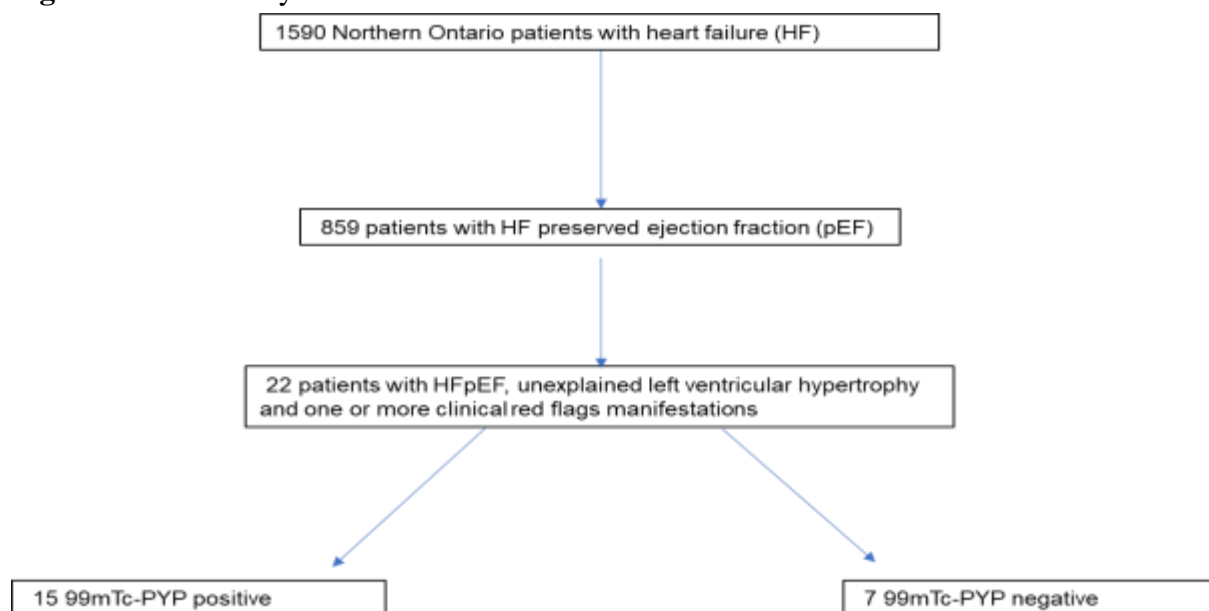 1590 Northern Ontario patients with heart failure (HF)
859 patients with HF preserved ejection fraction (pEF)
22 patients with HFpEF, unexplained left ventricular hypertrophy
and one or more clinical red flags manifestations
15 99mTc-PYP positive
7 99mTc-PYP negative